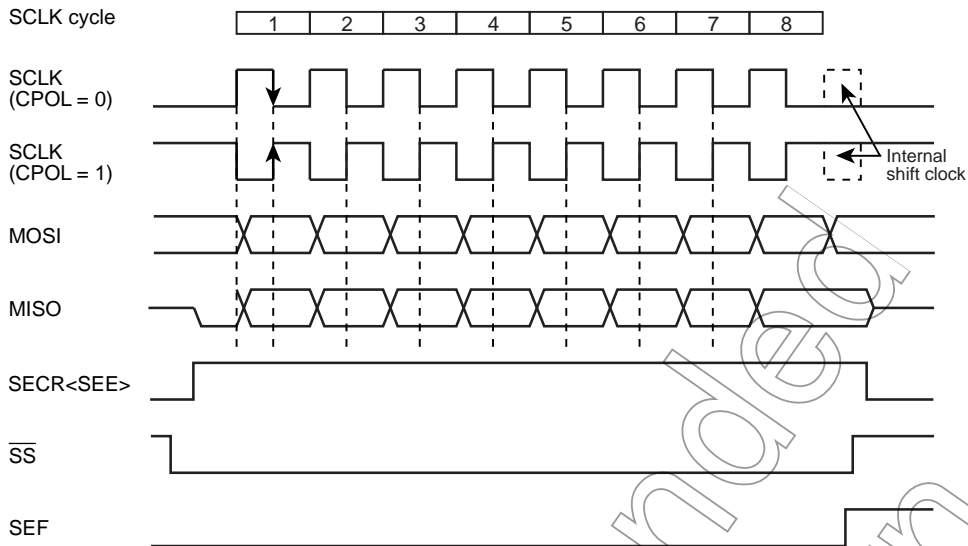 SCLK cycle
1 2 3 4 5 6 7 8
SCLK
(CPOL = 0)
SCLK
(CPOL = 1)
Internal
shift clock
MOSI
MISO
SECR<SEE>
SS
SEF